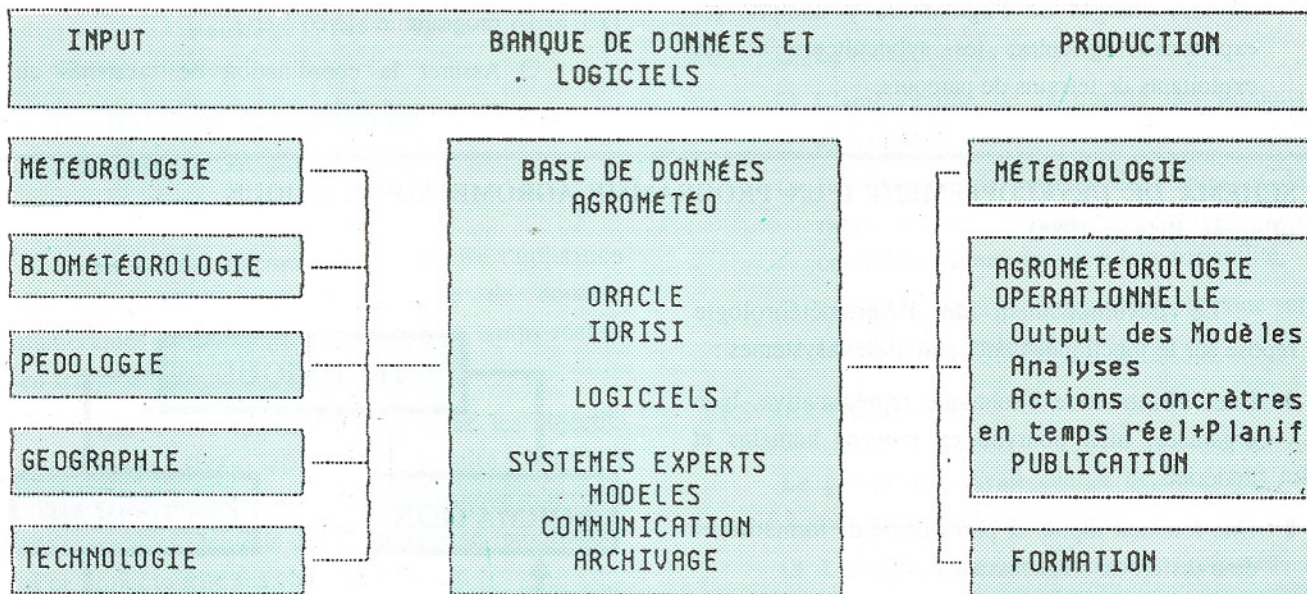 INPUT
BANQUE DE DONNÉES ET
LOGICIELS
PRODUCTION
MÉTÉOROLOGIE
BIOMÉTÉOROLOGIE
PEDOLOGIE
GEOGRAPHIE
TECHNOLOGIE
BASE DE DONNÉES
AGROMÉTÉO
ORACLE
IDRISI
LOGICIELS
SYSTEMES EXPERTS
MODELES
COMMUNICATION
ARCHIVAGE
MÉTÉOROLOGIE
AGROMÉTÉOROLOGIE
OPERATIONNELLE
Output des Modèles
Analyses
Actions concrètres
en temps réel+Planif
PUBLICATION
FORMATION